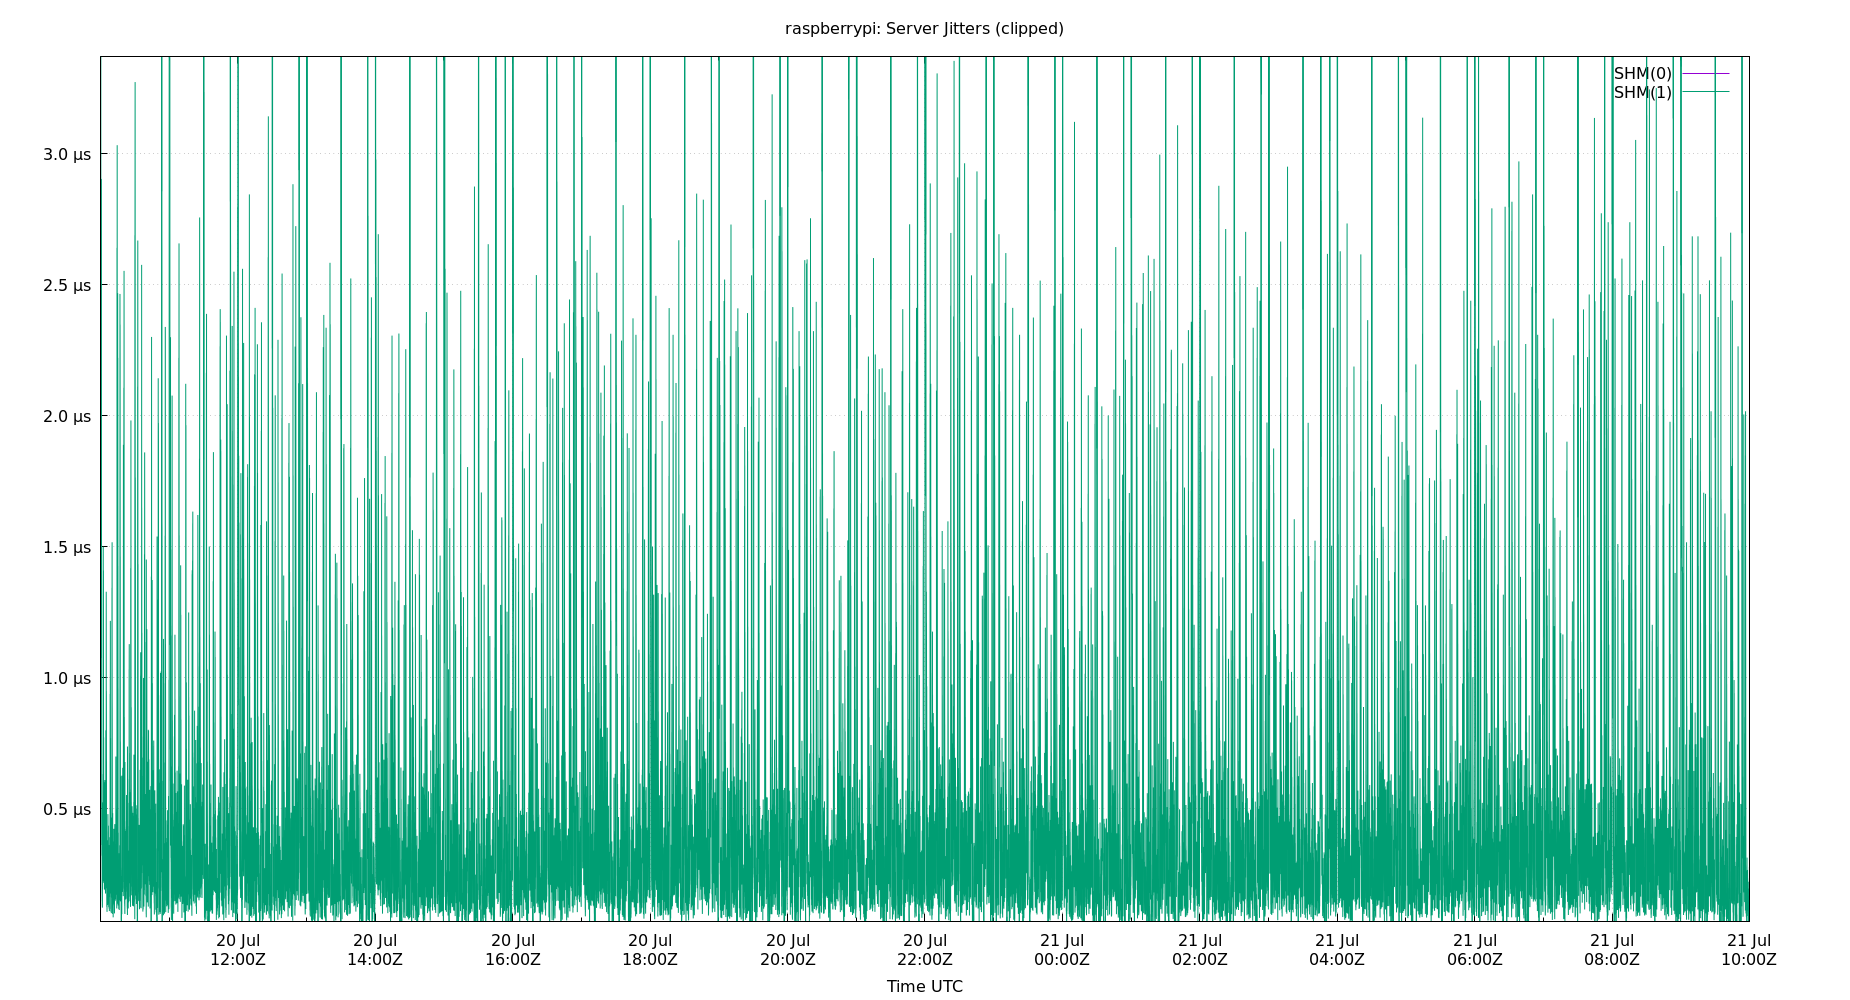 raspberrypi: Server Jitters (clipped)
SHM(0)
SHM(1)
3.0 µs
2.5 µs
2.0 µs
1.5 µs
1.0 µs
0.5 µs
20 Jul 20 Jul 20 Jul 20 Jul 20 Jul 20 Jul 21 Jul 21 Jul 21 Jul 21 Jul 21 Jul 21 Jul
12:00Z 14:00Z 16:00Z 18:00Z 20:00Z 22:00Z 00:00Z 02:00Z 04:00Z 06:00Z 08:00Z 10:00Z
Time UTC